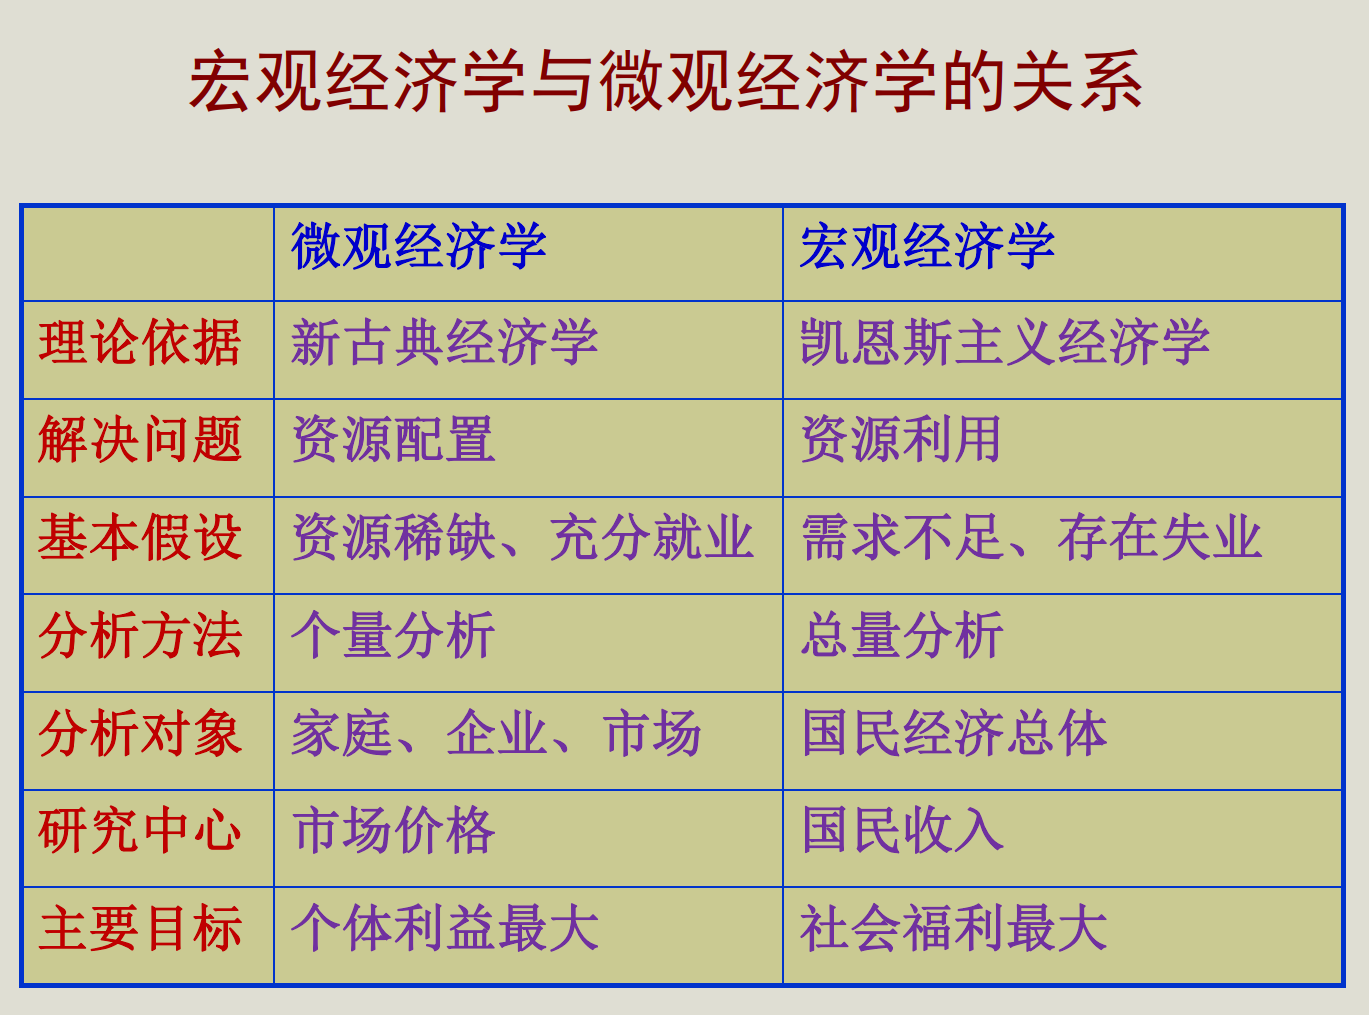 宏观经济学与微观经济学的关系
微观经济学 宏观经济学
理论依据 新古典经济学 凯恩斯主义经济学
解决问题 资源配置 资源利用
基本假设 资源稀缺、充分就业 需求不足、存在失业
分析方法 个量分析 总量分析
分析对象 家庭、企业、市场 国民经济总体
研究中心 市场价格 国民收入
主要目标 个体利益最大 社会福利最大